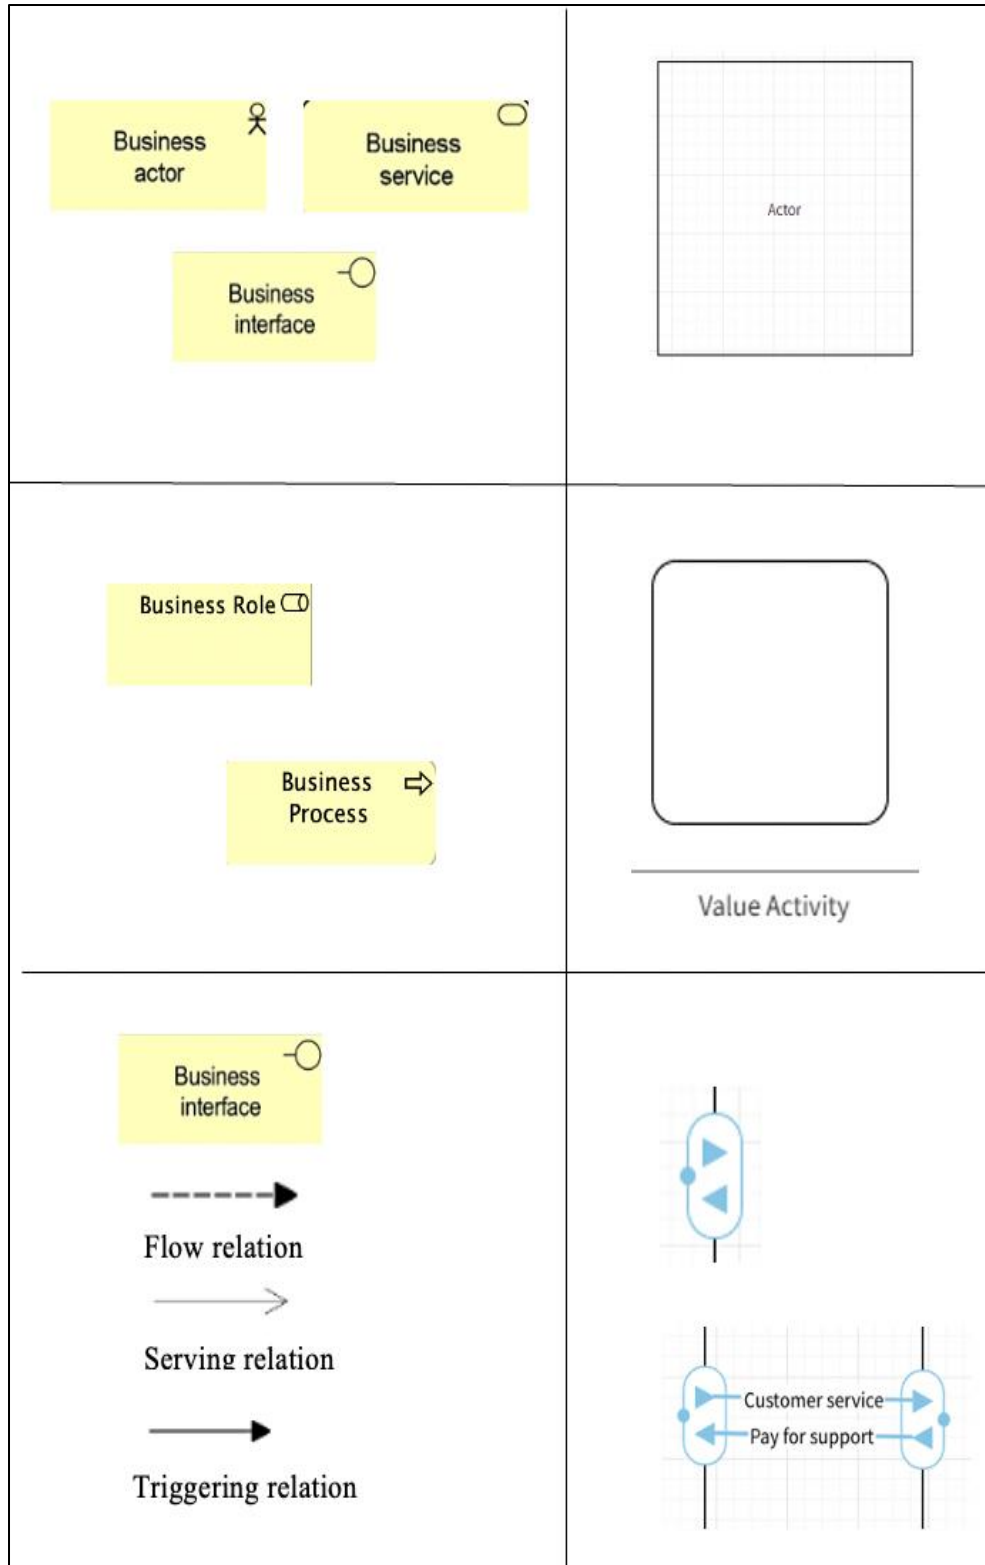 Business
actor
Business
service
Business
interface
Actor
Business Role
Business
Process
Value Activity
Business
interface
Flow relation
Serving relation
Triggering relation
Customer service
Pay for support